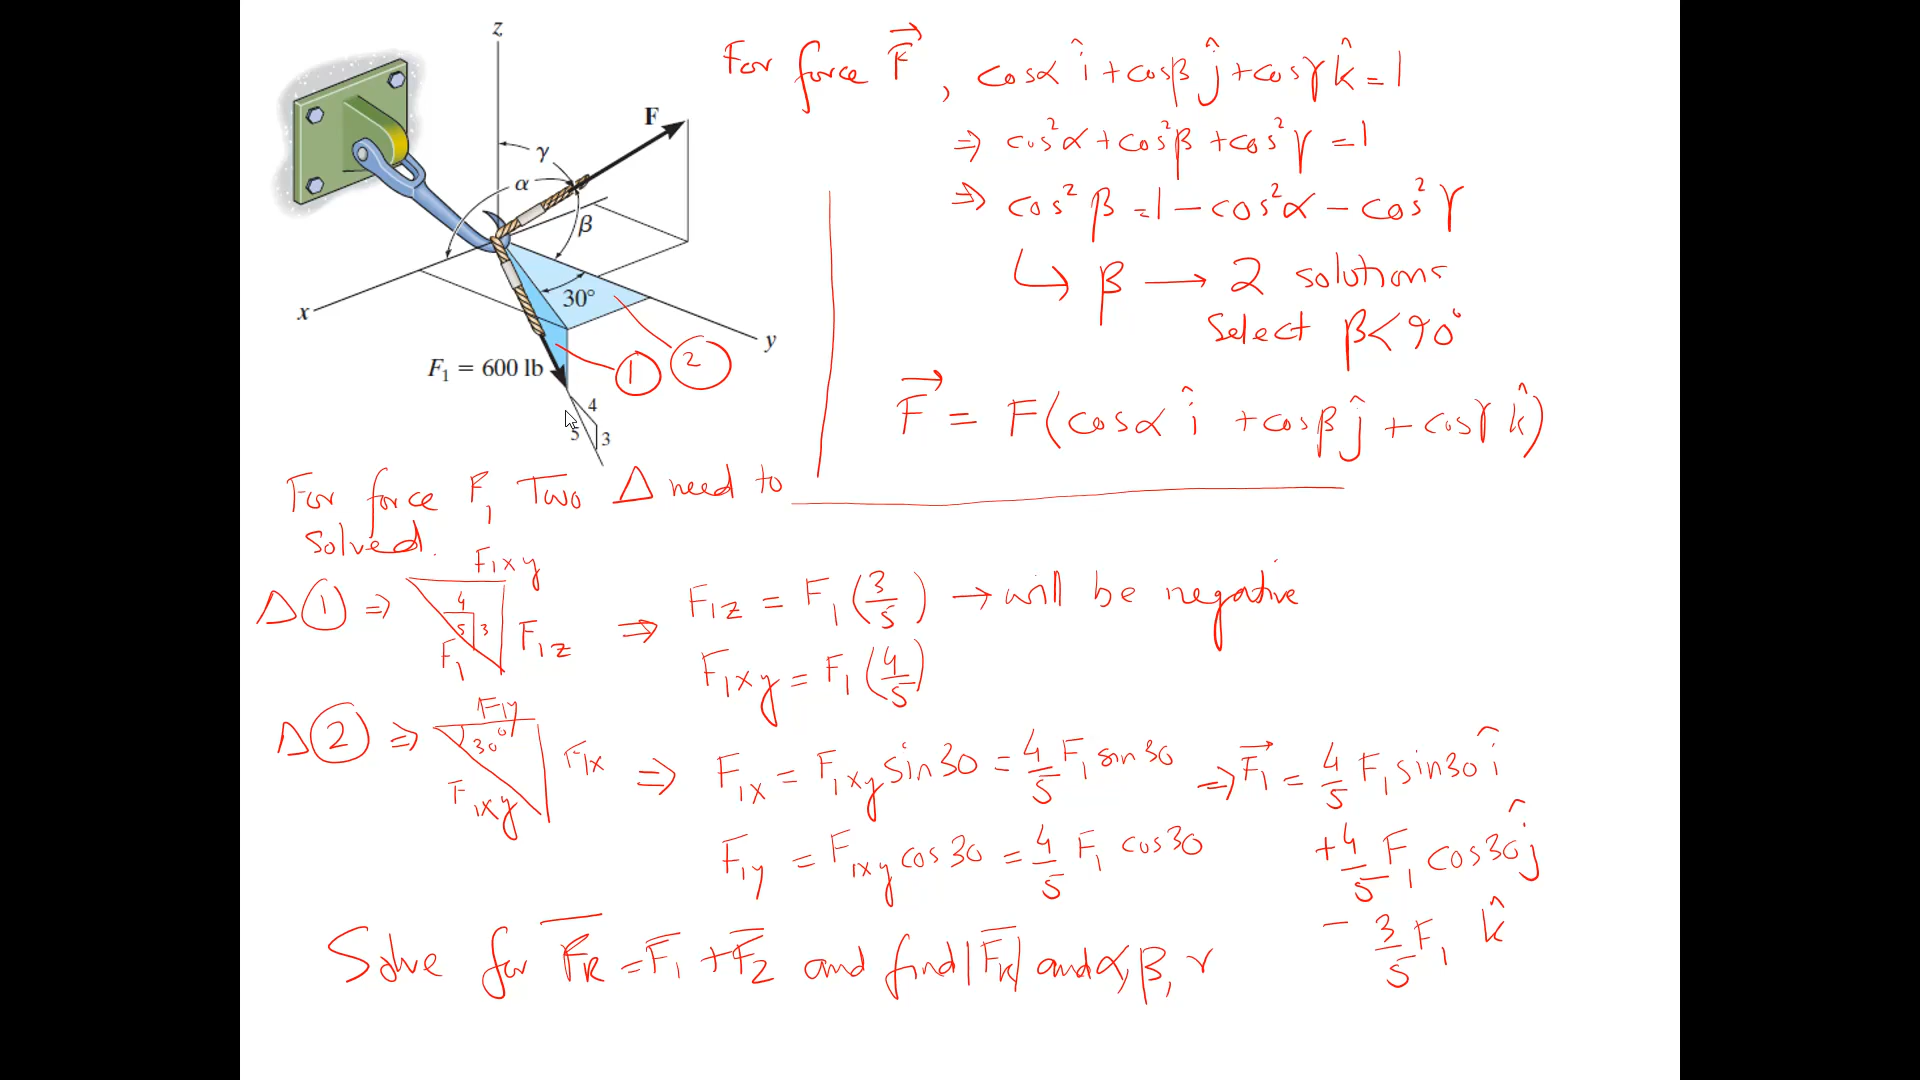 z
F
γ
α
β
30°
x
y
F₁ = 600 lb
① ②
4
5 3
For force F⃗, cosα î + cosβ ĵ + cosγ k̂ = 1
⇒ cos²α + cos²β + cos²γ = 1
⇒ cos²β = 1 − cos²α − cos²γ
↳ β → 2 solutions
Select β < 90°
F⃗ = F(cosα î + cosβ ĵ + cosγ k̂)
For force F₁ Two Δ need to
solved.
Δ① ⇒
F₁xy
4
5 3
F₁ F₁z
⇒ F₁z = F₁(3/5) → will be negative
F₁xy = F₁(4/5)
Δ② ⇒
F₁y
30°
F₁x
F₁xy
⇒ F₁x = F₁xy sin30 = 4/5 F₁ sin30
F₁y = F₁xy cos30 = 4/5 F₁ cos30
⇒ F⃗₁ = 4/5 F₁ sin30 î
+ 4/5 F₁ cos30 ĵ
− 3/5 F₁ k̂
Solve for F̅R = F̅₁ + F̅₂ and find |F̅R| and α, β, γ